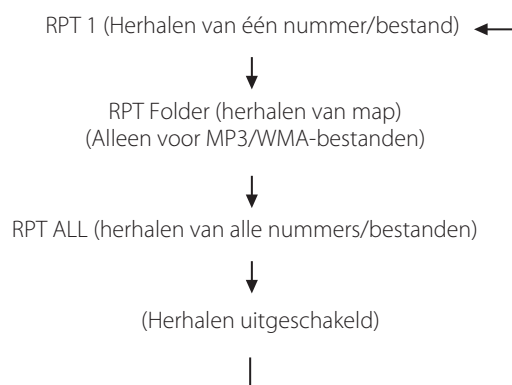 RPT 1 (Herhalen van één nummer/bestand)
RPT Folder (herhalen van map)
(Alleen voor MP3/WMA-bestanden)
RPT ALL (herhalen van alle nummers/bestanden)
(Herhalen uitgeschakeld)